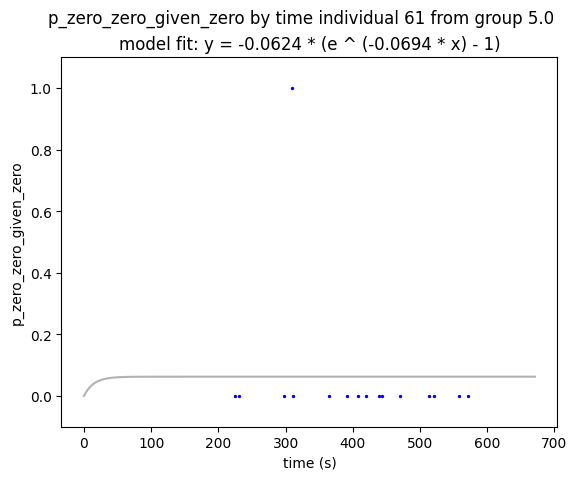 p_zero_zero_given_zero by time individual 61 from group 5.0
model fit: y = -0.0624 * (e ^ (-0.0694 * x) - 1)
1.0
0.8
0.6
0.4
0.2
0.0
p_zero_zero_given_zero
0 100 200 300 400 500 600 700
time (s)